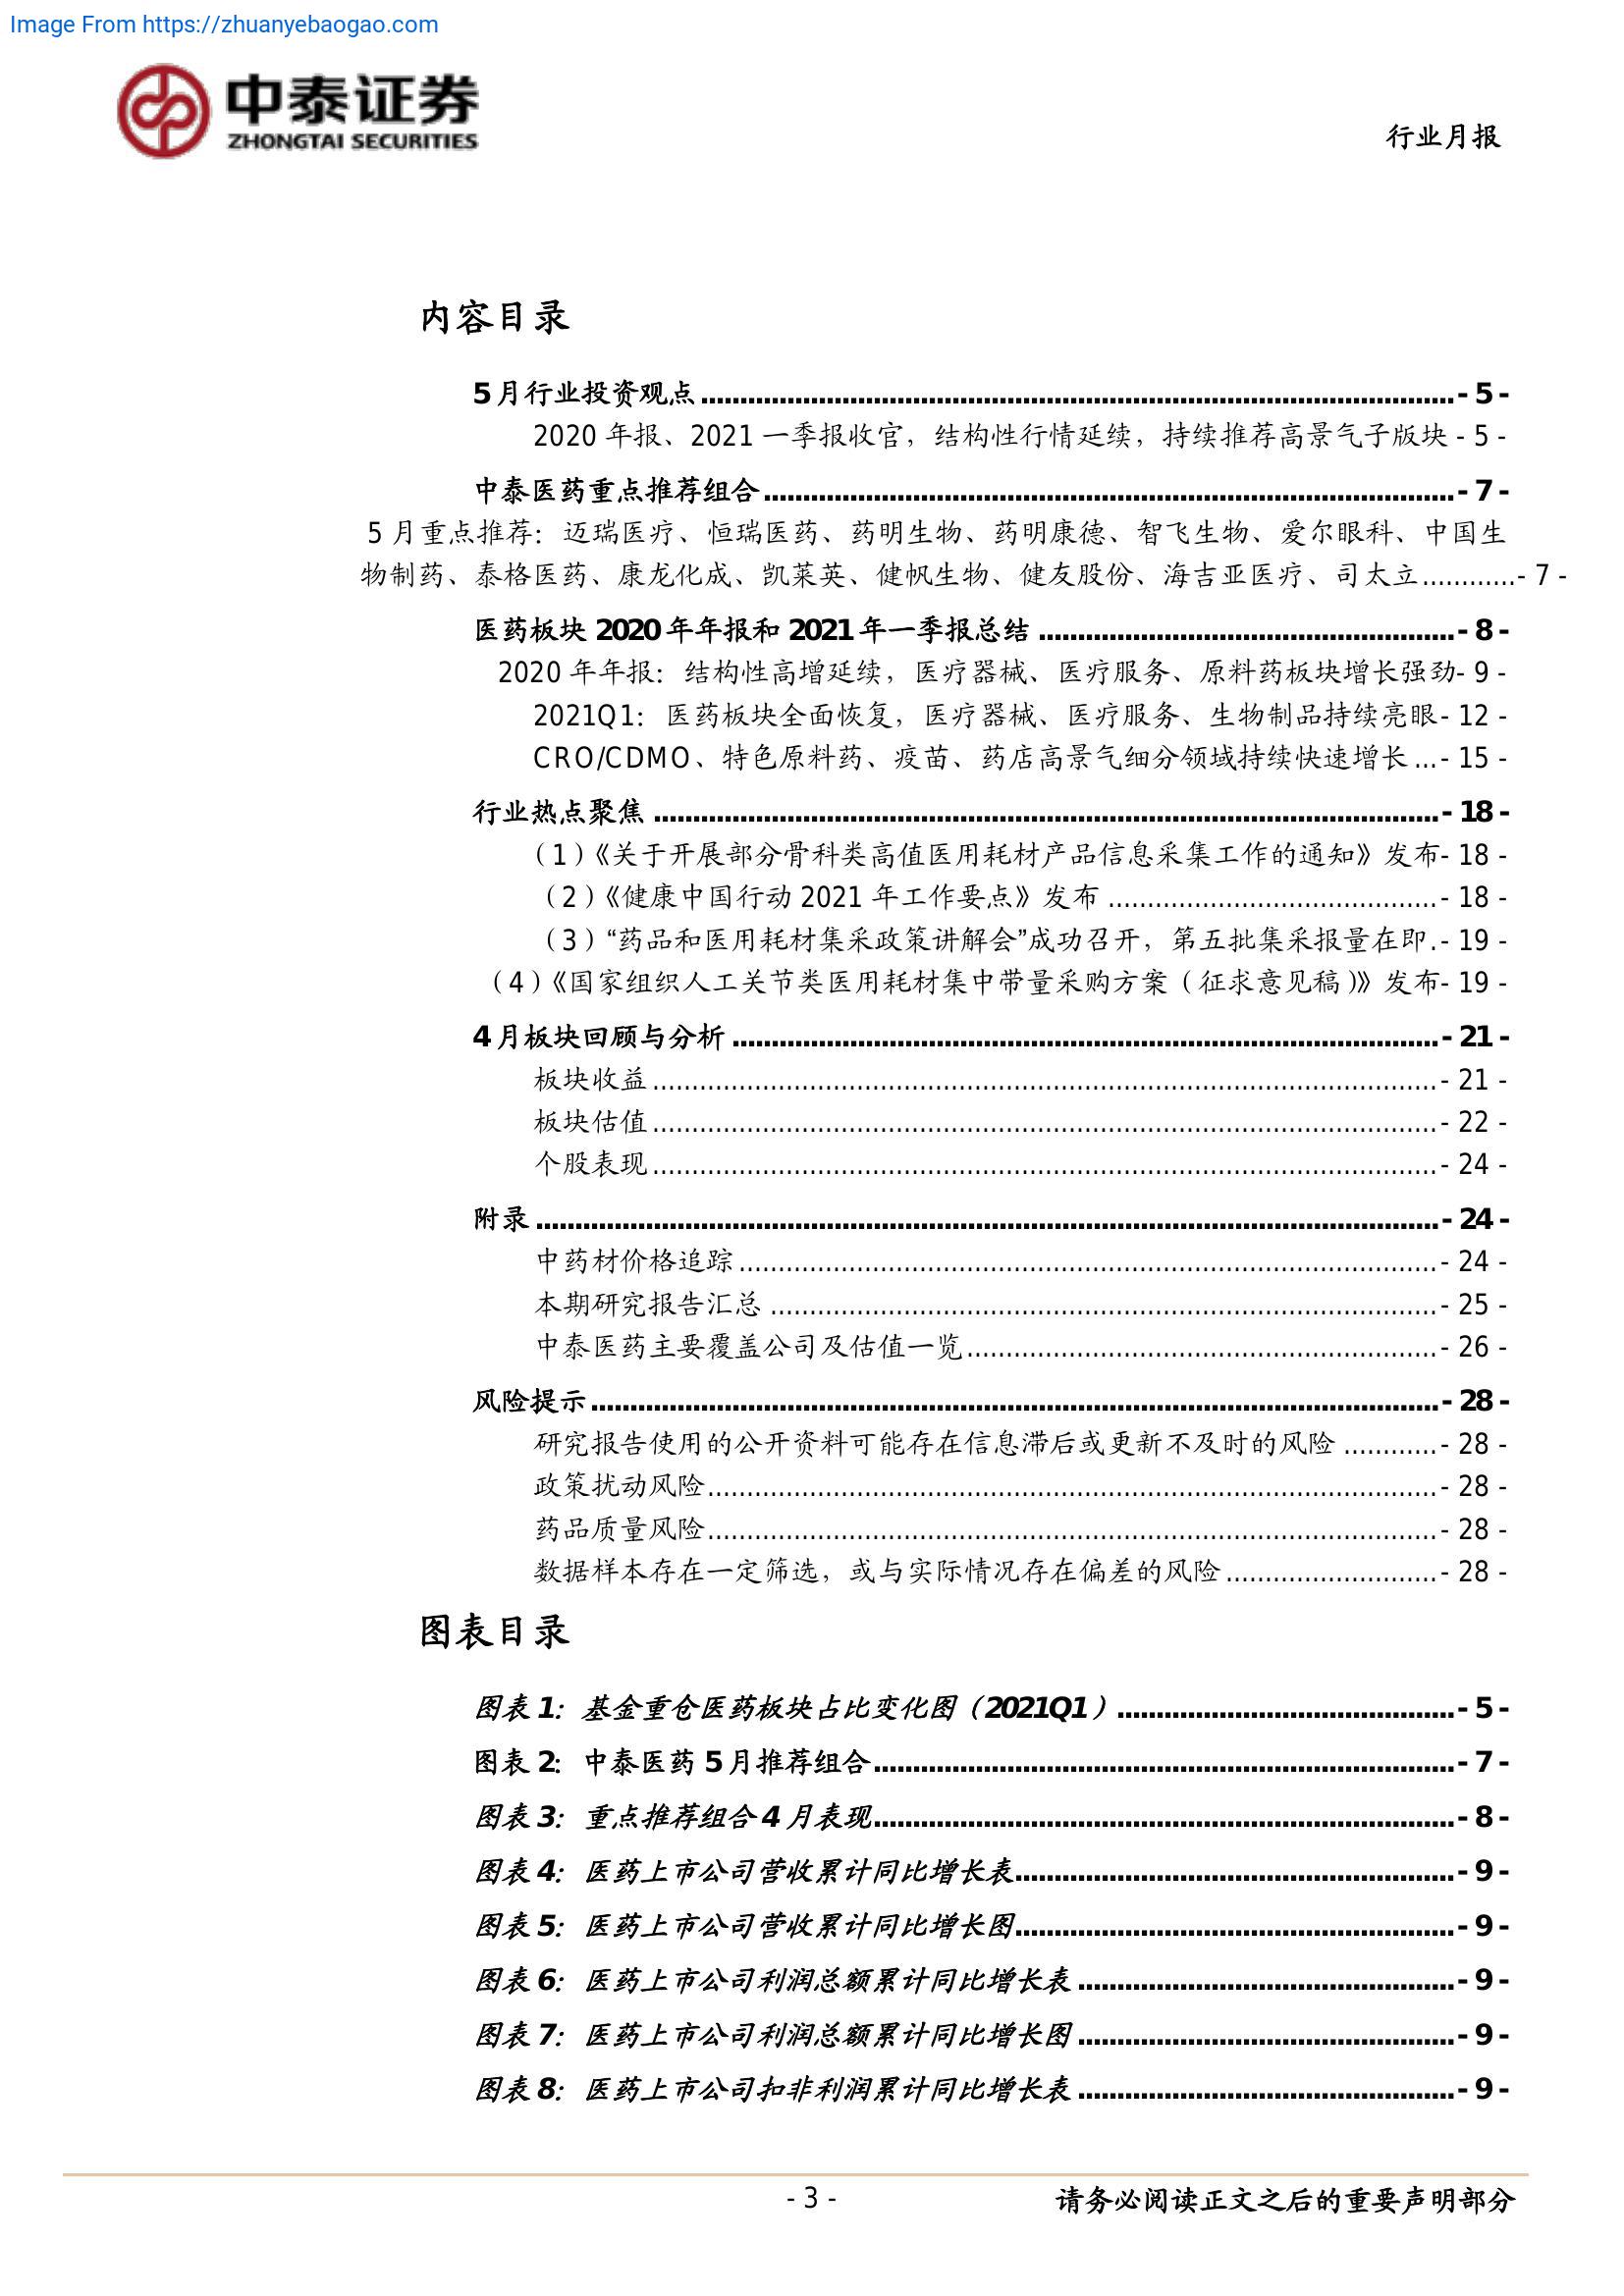 Image From https://zhuanyebaogao.com
中泰证券
ZHONGTAI SECURITIES
行业月报
内容目录
5月行业投资观点................................................................................................- 5 -
2020 年报、2021 一季报收官，结构性行情延续，持续推荐高景气子版块 - 5 -
中泰医药重点推荐组合........................................................................................- 7 -
5 月重点推荐：迈瑞医疗、恒瑞医药、药明生物、药明康德、智飞生物、爱尔眼科、中国生
物制药、泰格医药、康龙化成、凯莱英、健帆生物、健友股份、海吉亚医疗、司太立............- 7 -
医药板块 2020 年年报和 2021 年一季报总结 .....................................................- 8 -
2020 年年报：结构性高增延续，医疗器械、医疗服务、原料药板块增长强劲- 9 -
2021Q1：医药板块全面恢复，医疗器械、医疗服务、生物制品持续亮眼- 12 -
CRO/CDMO、特色原料药、疫苗、药店高景气细分领域持续快速增长 ...- 15 -
行业热点聚焦 ....................................................................................................- 18 -
（1）《关于开展部分骨科类高值医用耗材产品信息采集工作的通知》发布- 18 -
（2）《健康中国行动 2021 年工作要点》发布 ..........................................- 18 -
（3）“药品和医用耗材集采政策讲解会”成功召开，第五批集采报量在即.- 19 -
（4）《国家组织人工关节类医用耗材集中带量采购方案（征求意见稿）》发布- 19 -
4月板块回顾与分析 ..........................................................................................- 21 -
板块收益....................................................................................................- 21 -
板块估值....................................................................................................- 22 -
个股表现....................................................................................................- 24 -
附录 ...................................................................................................................- 24 -
中药材价格追踪.........................................................................................- 24 -
本期研究报告汇总 .....................................................................................- 25 -
中泰医药主要覆盖公司及估值一览............................................................- 26 -
风险提示............................................................................................................- 28 -
研究报告使用的公开资料可能存在信息滞后或更新不及时的风险 ............- 28 -
政策扰动风险.............................................................................................- 28 -
药品质量风险.............................................................................................- 28 -
数据样本存在一定筛选，或与实际情况存在偏差的风险...........................- 28 -
图表目录
图表 1：基金重仓医药板块占比变化图（2021Q1）...........................................- 5 -
图表 2：中泰医药 5月推荐组合..........................................................................- 7 -
图表 3：重点推荐组合 4 月表现..........................................................................- 8 -
图表 4：医药上市公司营收累计同比增长表........................................................- 9 -
图表 5：医药上市公司营收累计同比增长图........................................................- 9 -
图表 6：医药上市公司利润总额累计同比增长表 ................................................- 9 -
图表 7：医药上市公司利润总额累计同比增长图 ................................................- 9 -
图表 8：医药上市公司扣非利润累计同比增长表 ................................................- 9 -
- 3 -
请务必阅读正文之后的重要声明部分